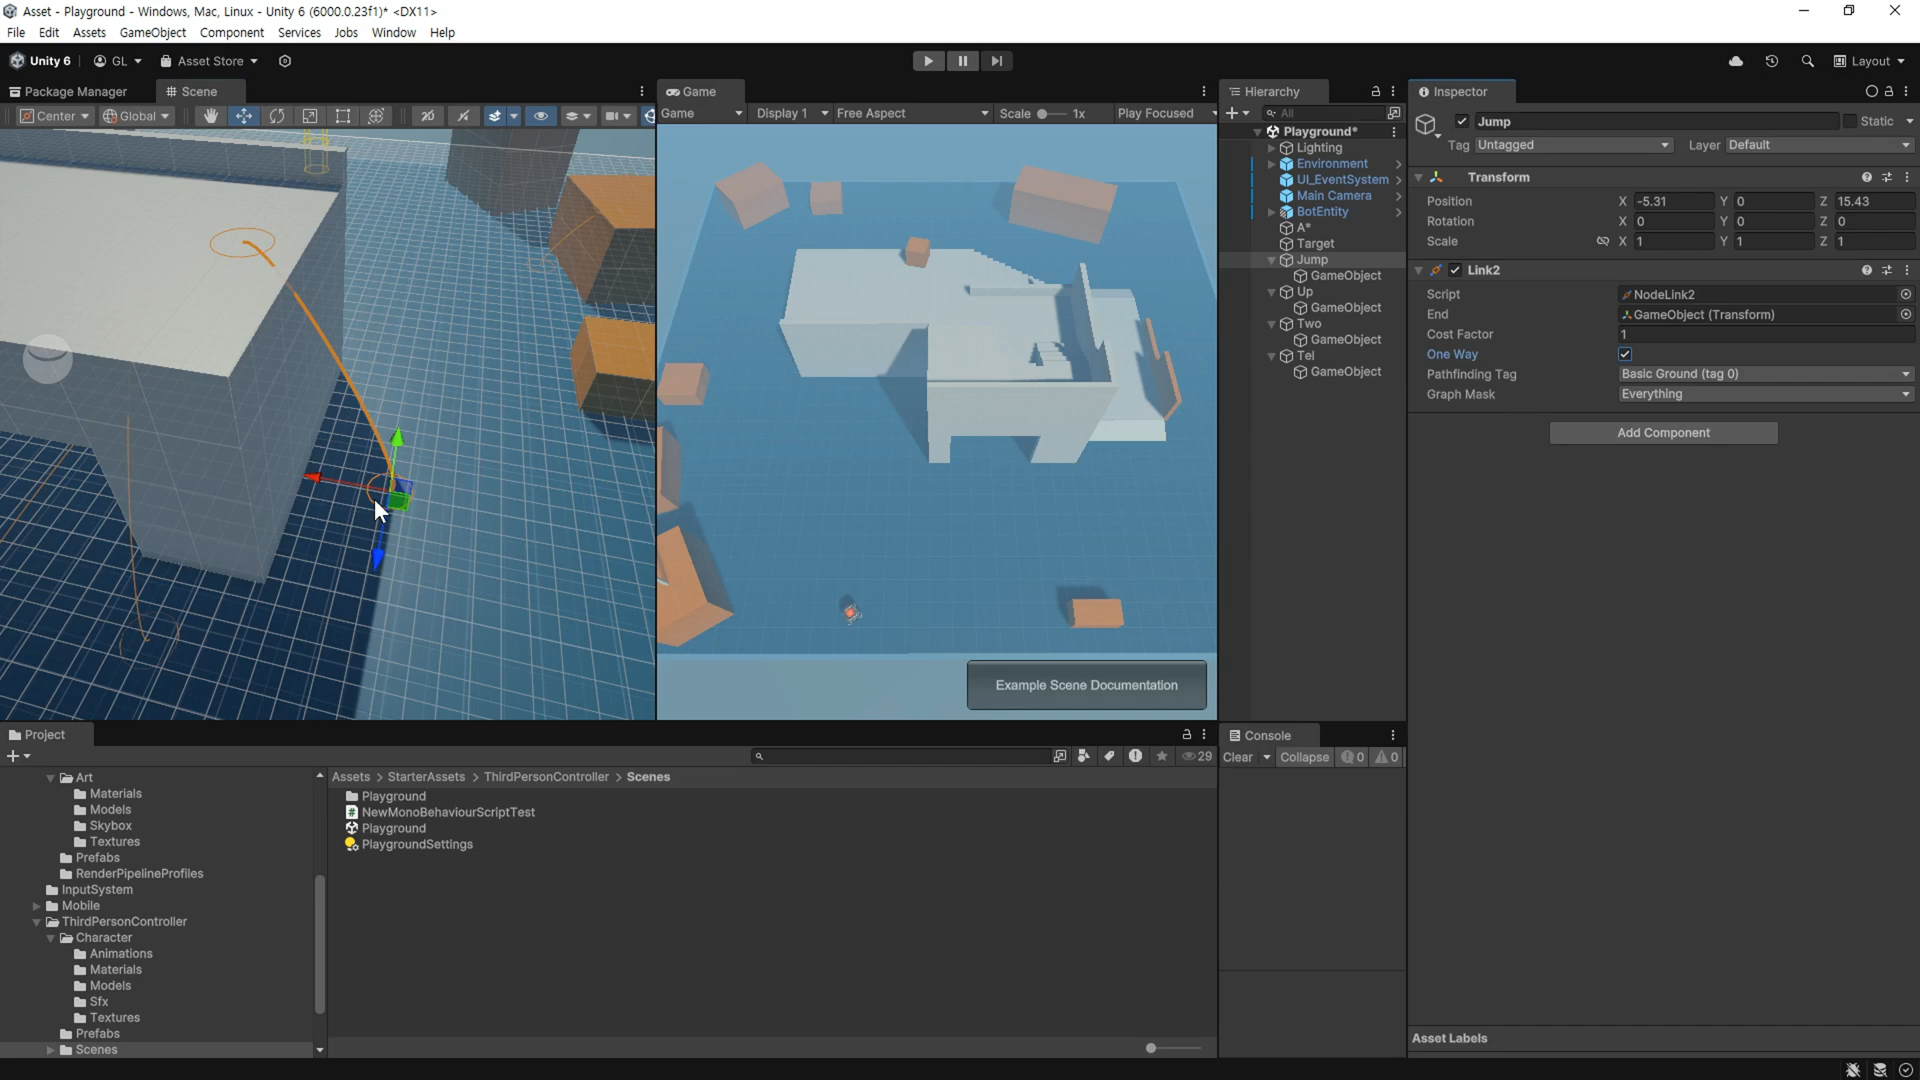 Asset - Playground - Windows, Mac, Linux - Unity 6 (6000.0.23f1)* <DX11>
File Edit Assets GameObject Component Services Jobs Window Help
Unity 6 GL Asset Store Layout
Package Manager Scene
Center Global
Game
Game Display 1 Free Aspect Scale 1x Play Focused
Example Scene Documentation
Hierarchy
All
Playground*
Lighting
Environment
UI_EventSystem
Main Camera
BotEntity
A*
Target
Jump
GameObject
Up
GameObject
Two
GameObject
Tel
GameObject
Inspector
Jump Static
Tag Untagged Layer Default
Transform
Position X -5.31 Y 0 Z 15.43
Rotation X 0 Y 0 Z 0
Scale X 1 Y 1 Z 1
Link2
Script NodeLink2
End GameObject (Transform)
Cost Factor 1
One Way
Pathfinding Tag Basic Ground (tag 0)
Graph Mask Everything
Add Component
Asset Labels
Project
29
Art
Materials
Models
Skybox
Textures
Prefabs
RenderPipelineProfiles
InputSystem
Mobile
ThirdPersonController
Character
Animations
Materials
Models
Sfx
Textures
Prefabs
Scenes
Assets > StarterAssets > ThirdPersonController > Scenes
Playground
NewMonoBehaviourScriptTest
Playground
PlaygroundSettings
Console
Clear Collapse 0 0